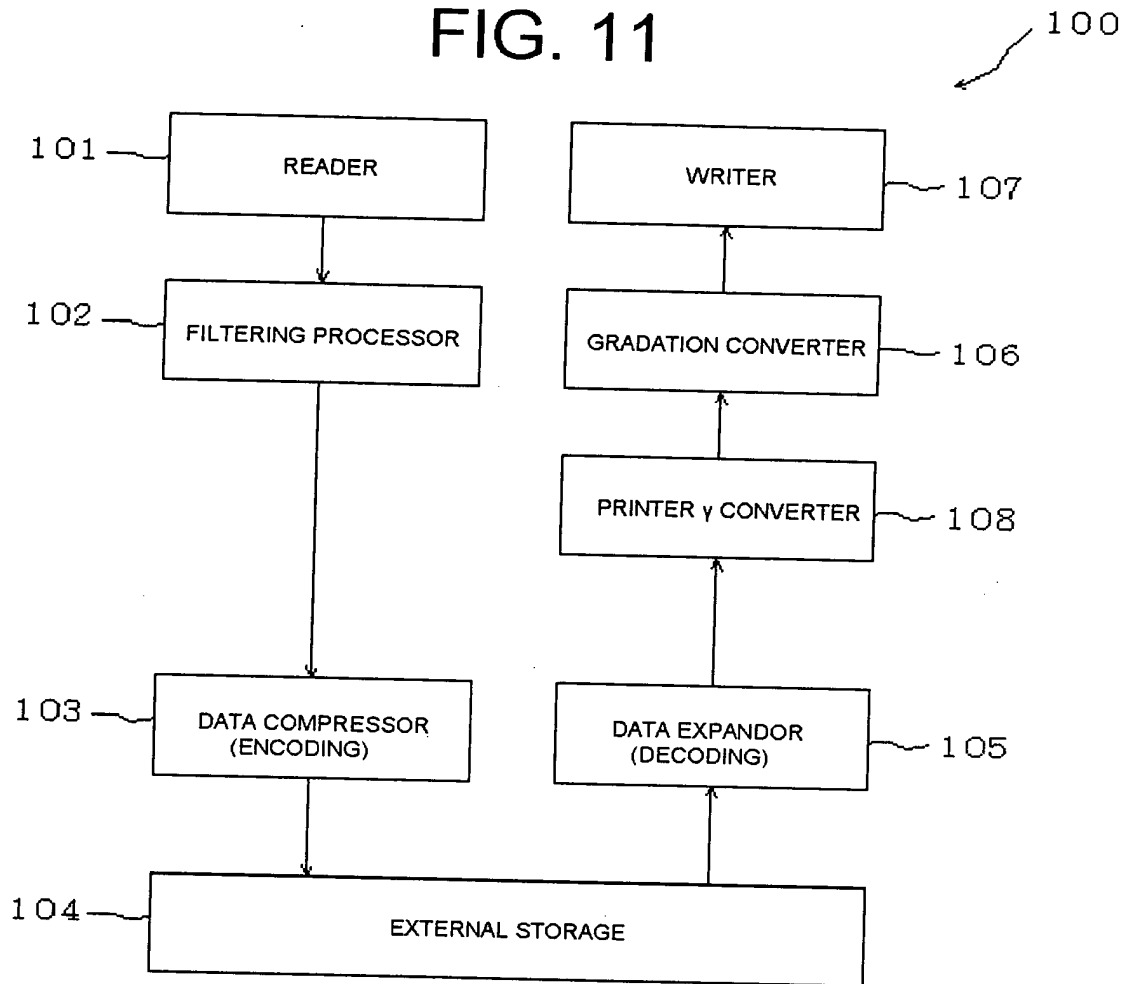 FIG. 11
100
101
READER
WRITER
107
102
FILTERING PROCESSOR
GRADATION CONVERTER
106
PRINTER γ CONVERTER
108
103
DATA COMPRESSOR
(ENCODING)
DATA EXPANDOR
(DECODING)
105
104
EXTERNAL STORAGE